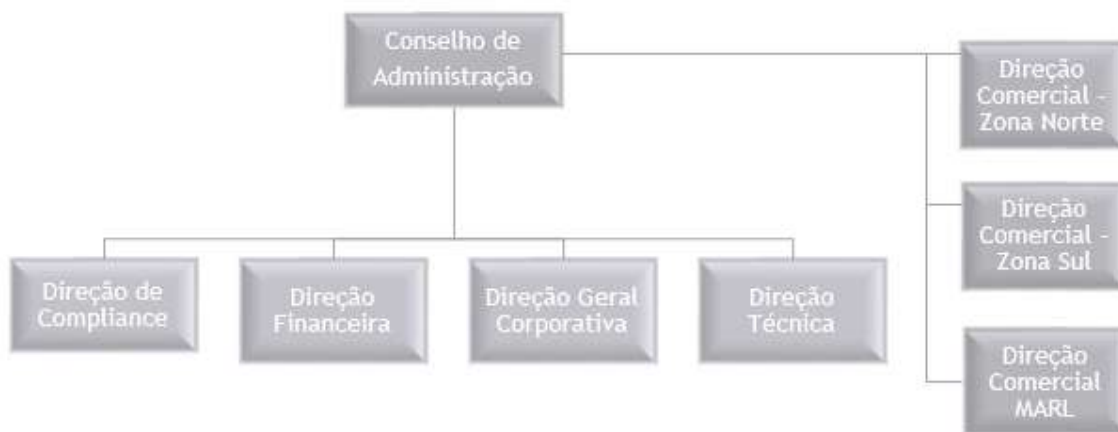 Conselho de
Administração
Direção
Comercial -
Zona Norte
Direção
Comercial -
Zona Sul
Direção de
Compliance
Direção
Financeira
Direção Geral
Corporativa
Direção
Técnica
Direção
Comercial
MARL